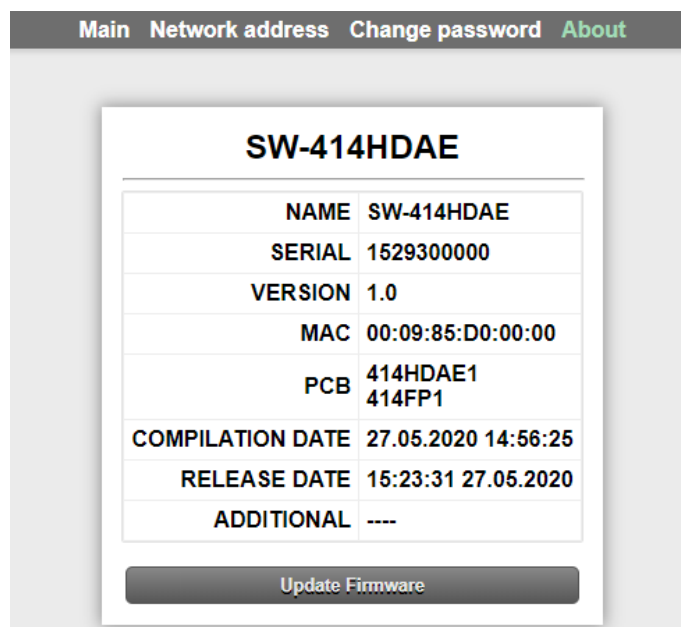 Main Network address Change password About
SW-414HDAE
NAME SW-414HDAE
SERIAL 1529300000
VERSION 1.0
MAC 00:09:85:D0:00:00
PCB 414HDAE1
414FP1
COMPILATION DATE 27.05.2020 14:56:25
RELEASE DATE 15:23:31 27.05.2020
ADDITIONAL ----
Update Firmware